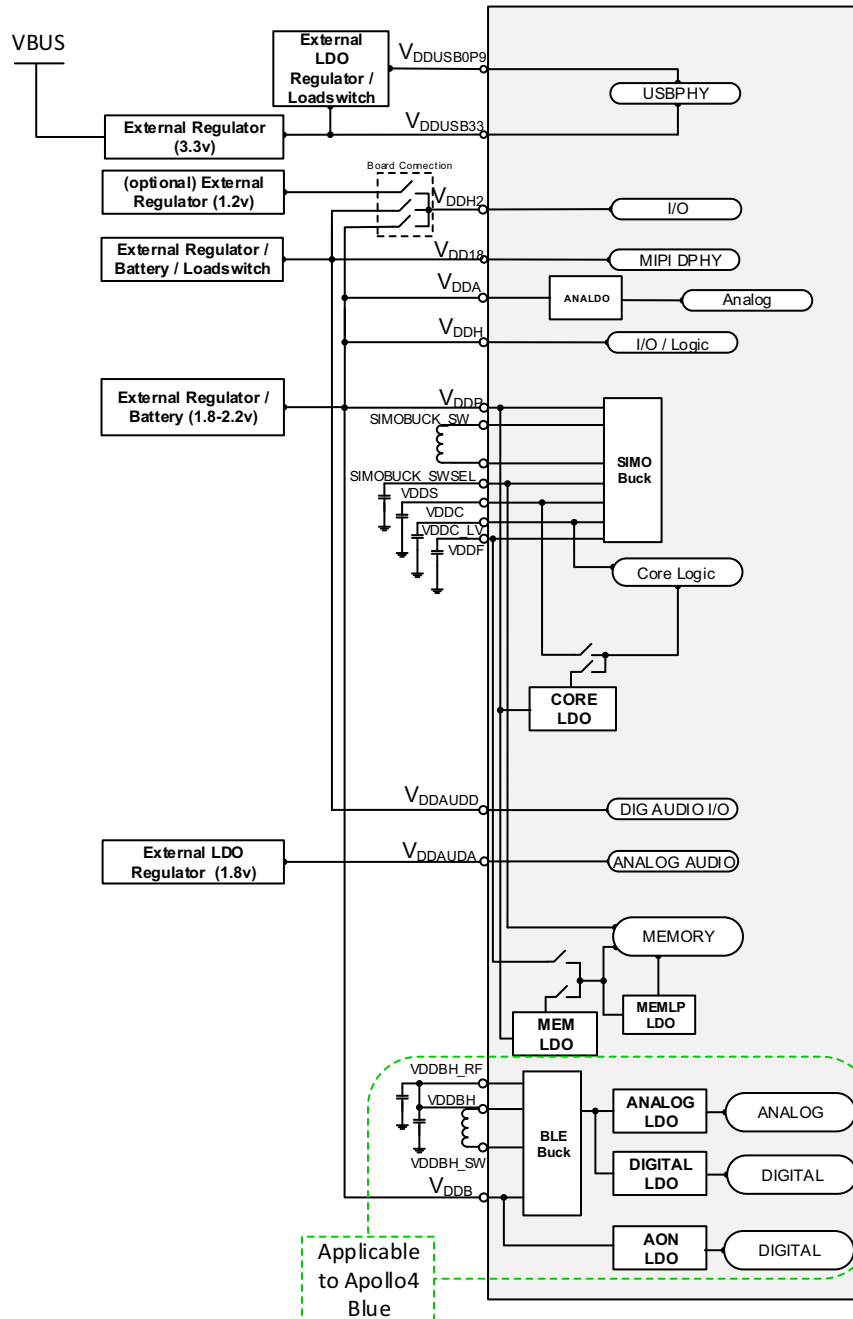 VBUS
External
LDO
Regulator /
Loadswitch
VDDUSB0P9
USBPHY
External Regulator
(3.3v)
VDDUSB33
Board Connection
(optional) External
Regulator (1.2v)
VDDH2
I/O
External Regulator /
Battery / Loadswitch
VDD18
MIPI DPHY
VDDA
ANALDO
Analog
VDDH
I/O / Logic
External Regulator /
Battery (1.8-2.2v)
VDDP
SIMOBUCK_SW
SIMO
Buck
SIMOBUCK_SWSEL
VDDS
VDDC
VDDC_LV
VDDF
Core Logic
CORE
LDO
VDDAUDD
DIG AUDIO I/O
External LDO
Regulator (1.8v)
VDDAUDA
ANALOG AUDIO
MEMORY
MEMLP
LDO
MEM
LDO
VDDBH_RF
VDDBH
BLE
Buck
ANALOG
LDO
ANALOG
VDDBH_SW
DIGITAL
LDO
DIGITAL
VDDB
AON
LDO
DIGITAL
Applicable
to Apollo4
Blue